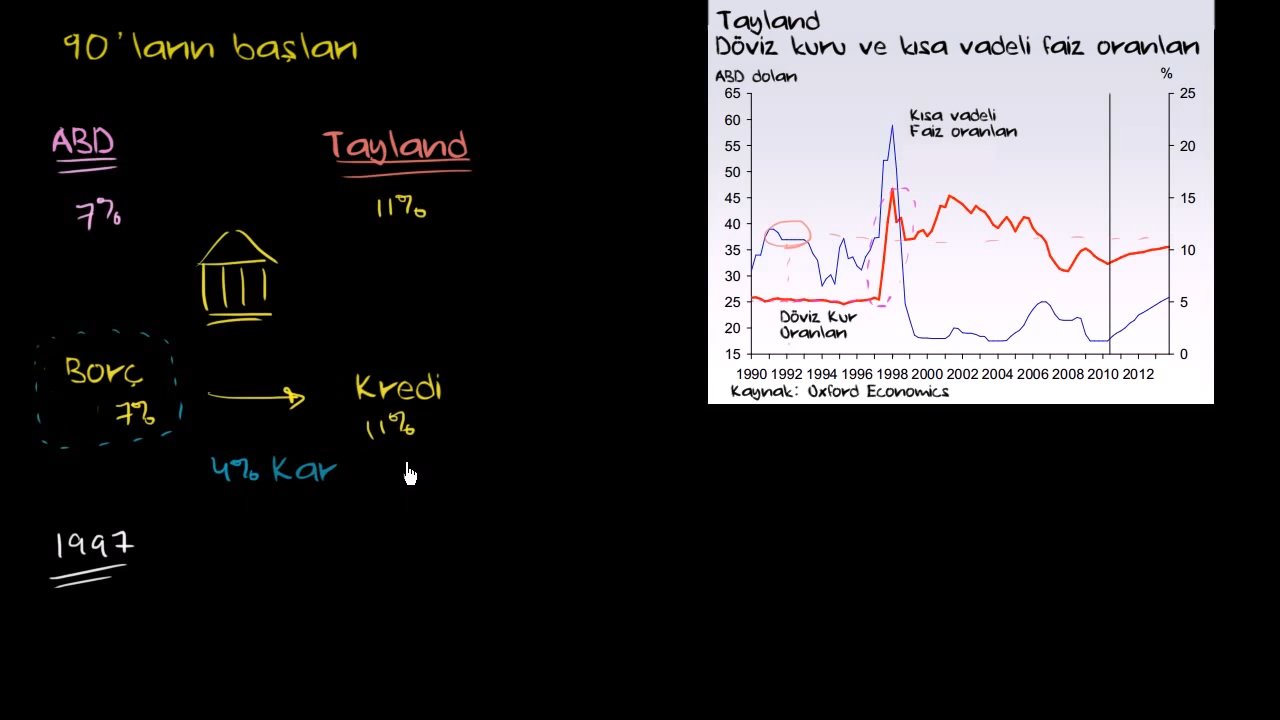 90'ların başları
ABD
Tayland
7%
11%
Borç
7%
Kredi
11%
4% Kar
1997
Tayland
Döviz kuru ve kısa vadeli faiz oranları
ABD doları
%
65
60
55
50
45
40
35
30
25
20
15
25
20
15
10
5
0
Kısa vadeli
Faiz oranları
Döviz Kur
Oranları
1990 1992 1994 1996 1998 2000 2002 2004 2006 2008 2010 2012
Kaynak: Oxford Economics